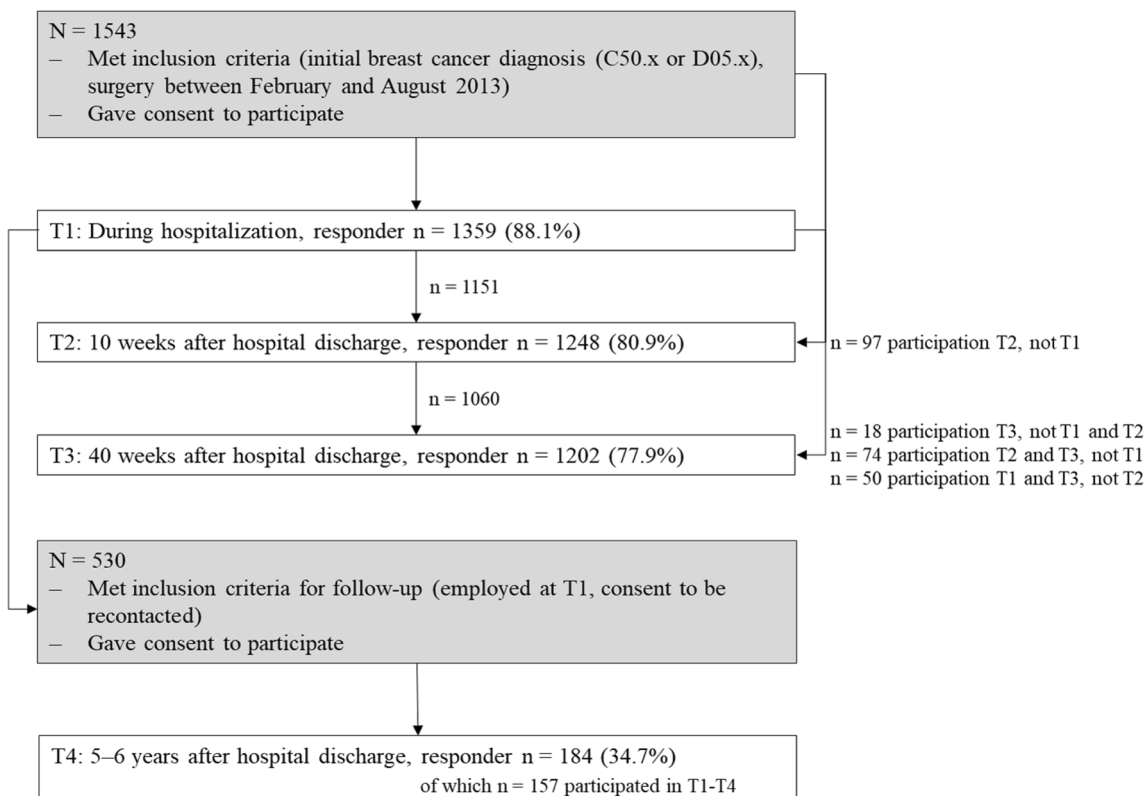 N = 1543
– Met inclusion criteria (initial breast cancer diagnosis (C50.x or D05.x),
surgery between February and August 2013)
– Gave consent to participate
T1: During hospitalization, responder n = 1359 (88.1%)
n = 1151
T2: 10 weeks after hospital discharge, responder n = 1248 (80.9%)
n = 97 participation T2, not T1
n = 1060
T3: 40 weeks after hospital discharge, responder n = 1202 (77.9%)
n = 18 participation T3, not T1 and T2
n = 74 participation T2 and T3, not T1
n = 50 participation T1 and T3, not T2
N = 530
– Met inclusion criteria for follow-up (employed at T1, consent to be
recontacted)
– Gave consent to participate
T4: 5–6 years after hospital discharge, responder n = 184 (34.7%)
of which n = 157 participated in T1-T4